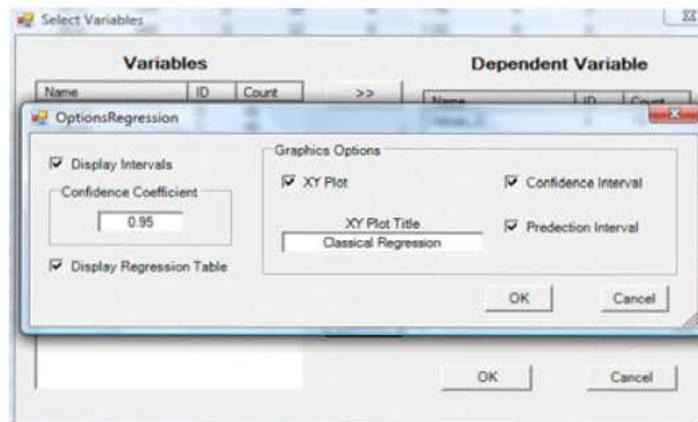 Select Variables
Variables
Dependent Variable
Name ID Count
>>
Name ID Count
OptionsRegression
Display Intervals
Confidence Coefficient
0.95
Display Regression Table
Graphics Options
XY Plot
Confidence Interval
XY Plot Title
Classical Regression
Predection Interval
OK
Cancel
OK
Cancel